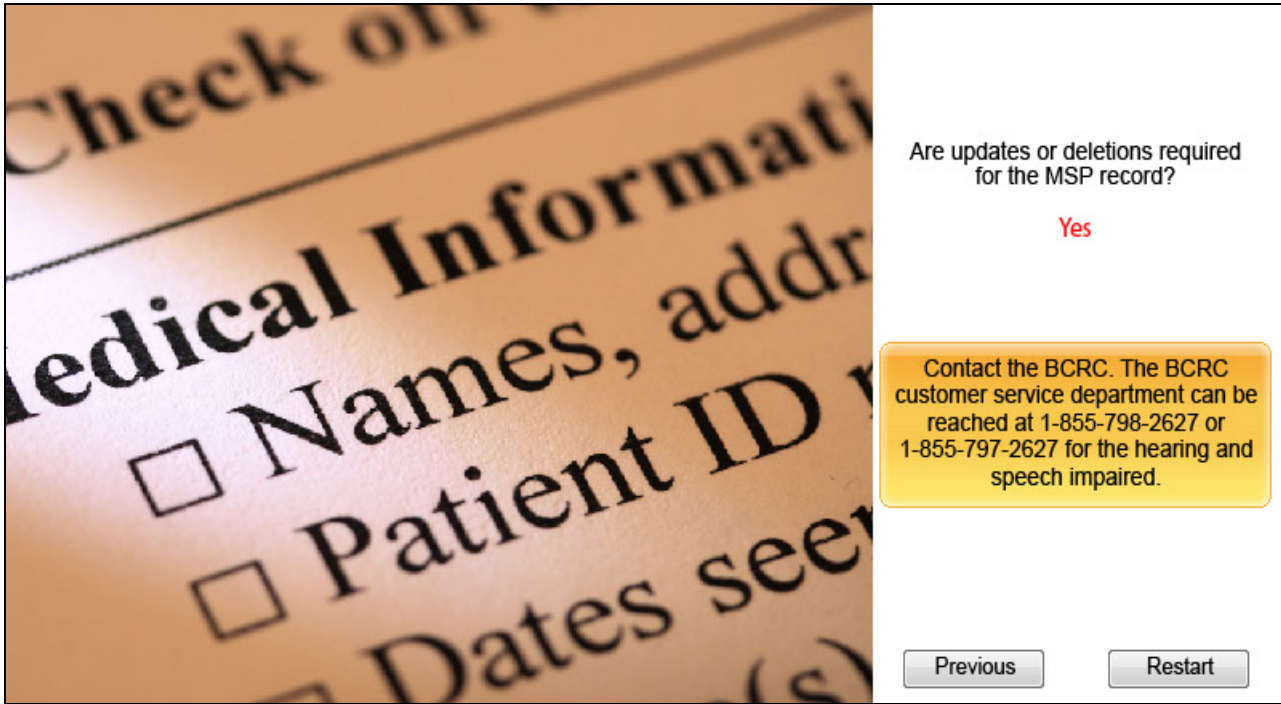 Check off
edical Informati
Names, addr
Patient ID
Dates seen
(s)
Are updates or deletions required
for the MSP record?
Yes
Contact the BCRC. The BCRC
customer service department can be
reached at 1-855-798-2627 or
1-855-797-2627 for the hearing and
speech impaired.
Previous
Restart